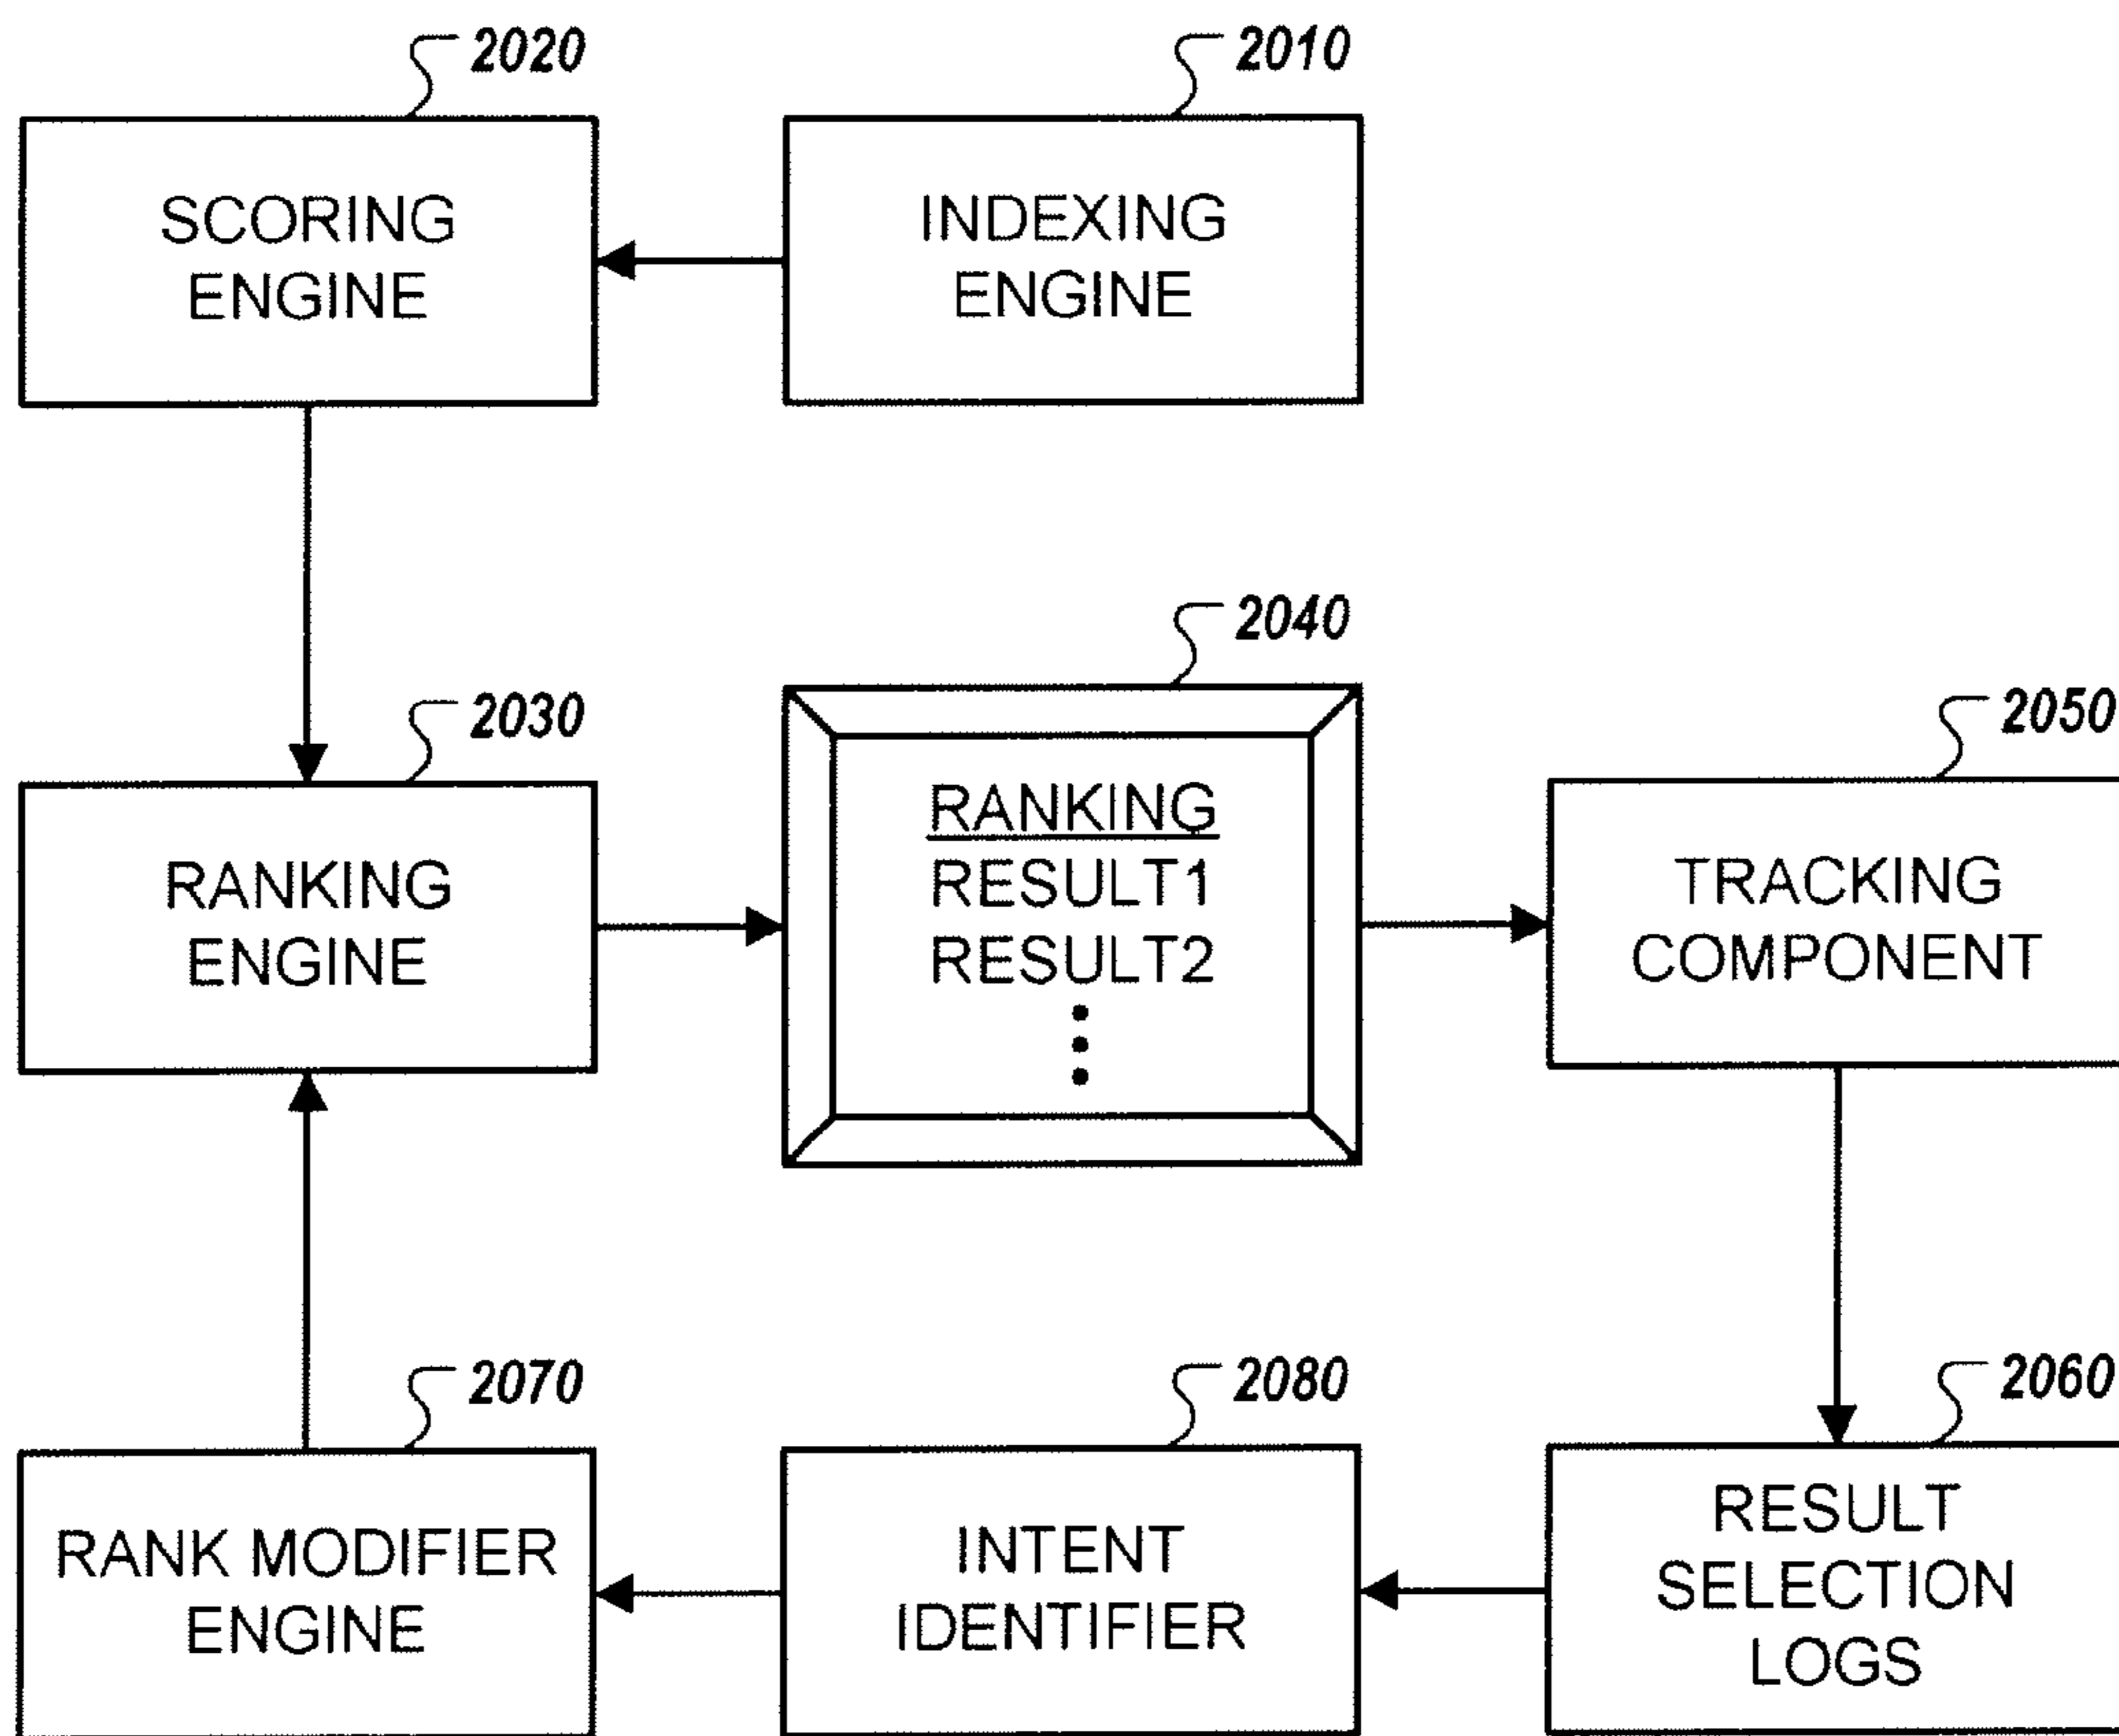 2020
2010
SCORING
ENGINE
INDEXING
ENGINE
2040
2030
2050
RANKING
ENGINE
RANKING
RESULT1
RESULT2
TRACKING
COMPONENT
2070
2080
2060
RANK MODIFIER
ENGINE
INTENT
IDENTIFIER
RESULT
SELECTION
LOGS